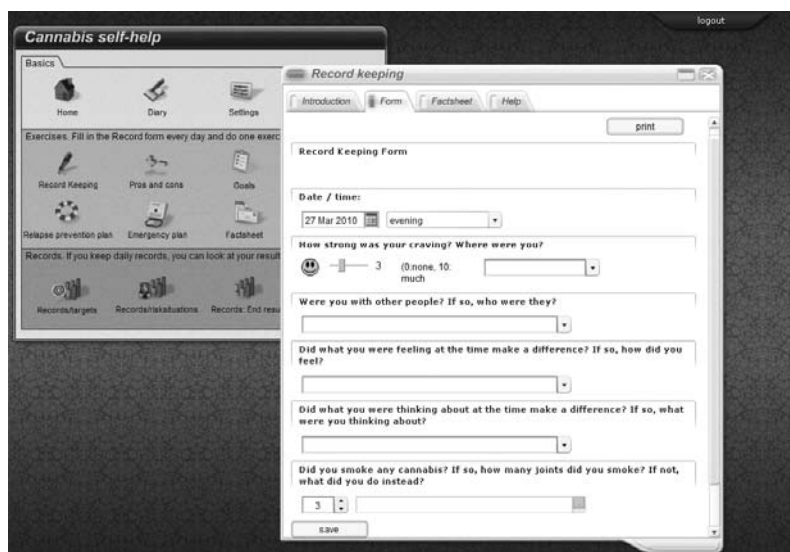 logout
Cannabis self-help
Basics
Home
Diary
Settings
Exercises. Fill in the Record form every day and do one exerc
Record Keeping
Pros and cons
Goals
Relapse prevention plan
Emergency plan
Factsheet
Records. If you keep daily records, you can look at your result
Records/targets
Records/risksituations
Records: End resu
Record keeping
Introduction
Form
Factsheet
Help
print
Record Keeping Form
Date / time:
27 Mar 2010
evening
How strong was your craving? Where were you?
3
(0:none, 10:
much
Were you with other people? If so, who were they?
Did what you were feeling at the time make a difference? If so, how did you
feel?
Did what you were thinking about at the time make a difference? If so, what
were you thinking about?
Did you smoke any cannabis? If so, how many joints did you smoke? If not,
what did you do instead?
3
save